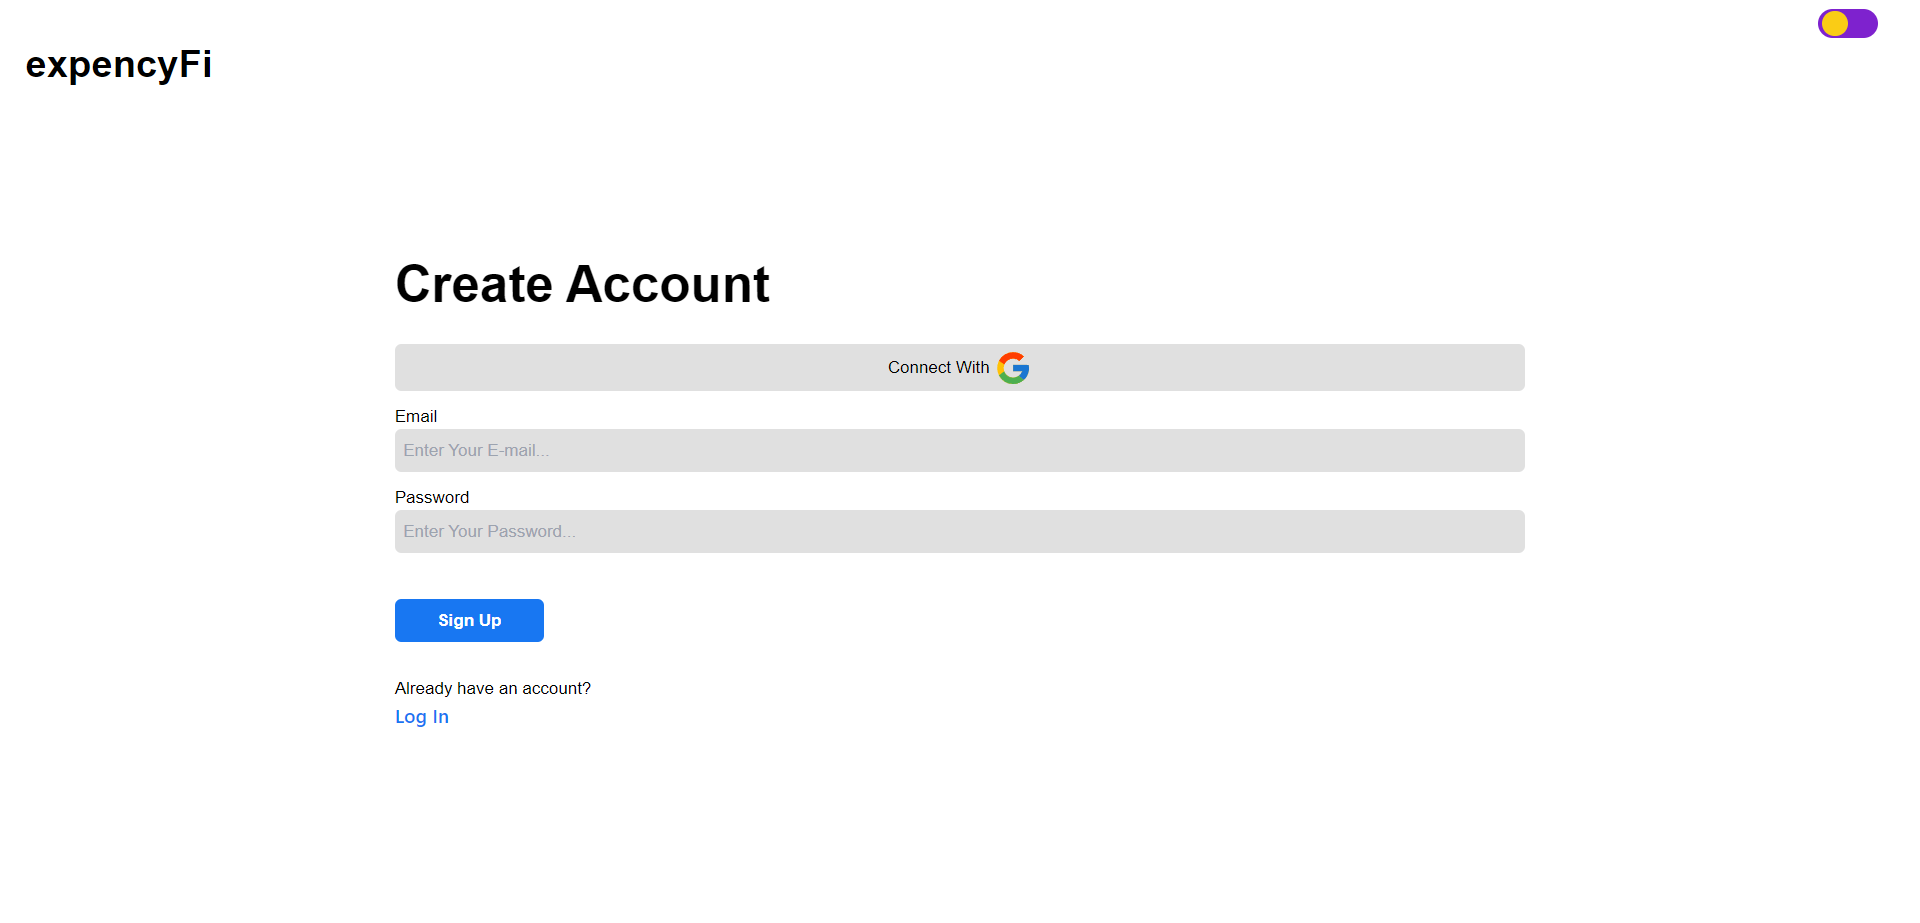 expencyFi
Create Account
Connect With
Email
Enter Your E-mail...
Password
Enter Your Password...
Sign Up
Already have an account?
Log In